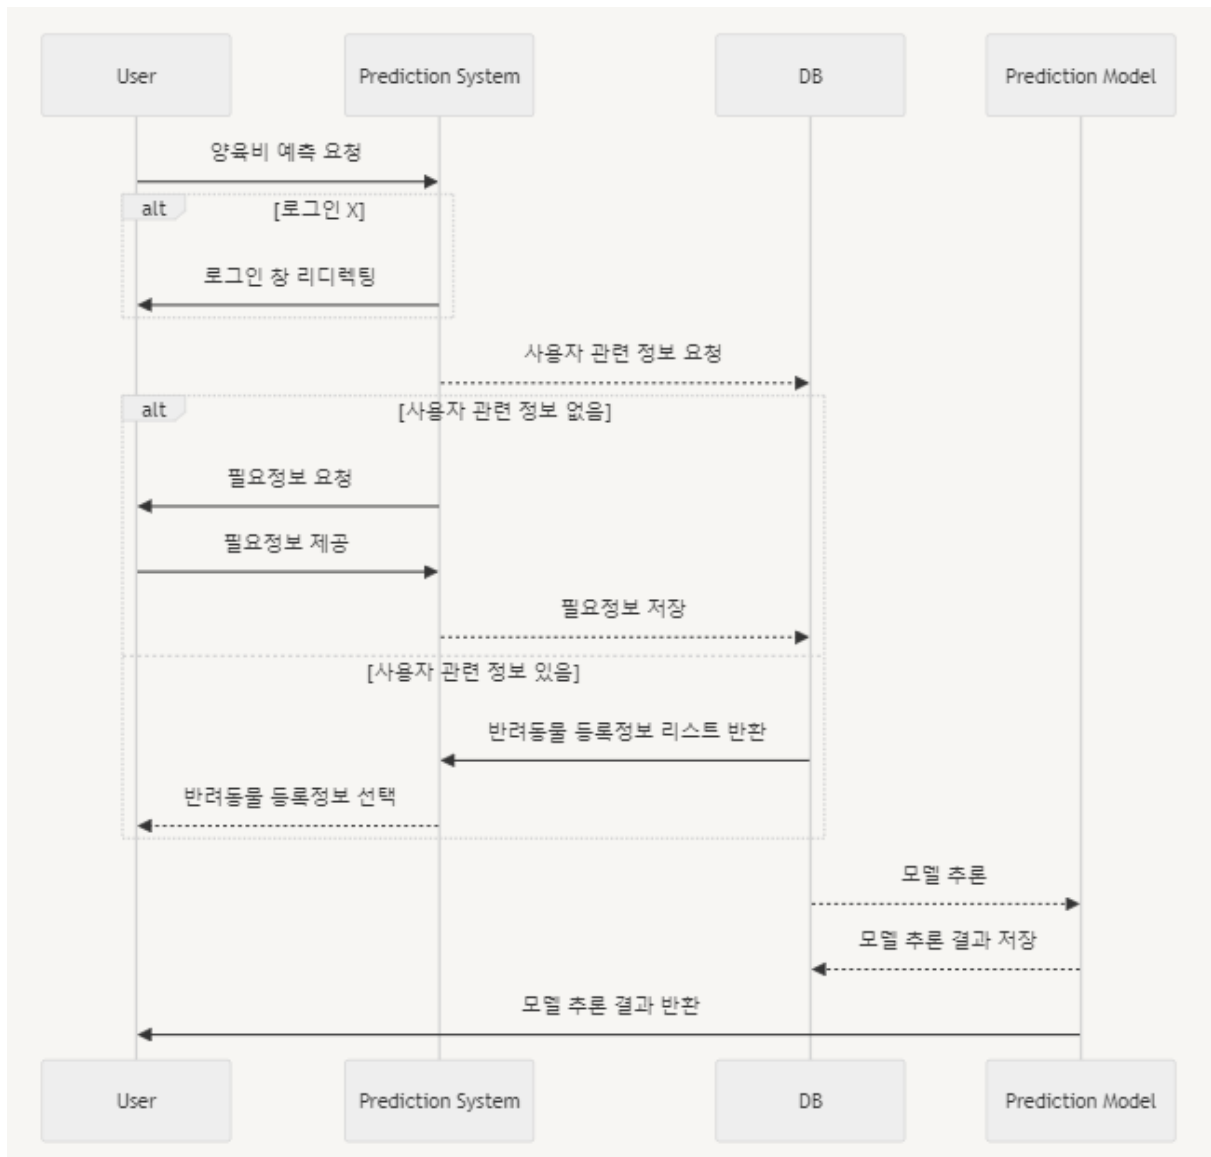 User
Prediction System
DB
Prediction Model
양육비 예측 요청
alt
[로그인 X]
로그인 창 리디렉팅
사용자 관련 정보 요청
alt
[사용자 관련 정보 없음]
필요정보 요청
필요정보 제공
필요정보 저장
[사용자 관련 정보 있음]
반려동물 등록정보 리스트 반환
반려동물 등록정보 선택
모델 추론
모델 추론 결과 저장
모델 추론 결과 반환
User
Prediction System
DB
Prediction Model